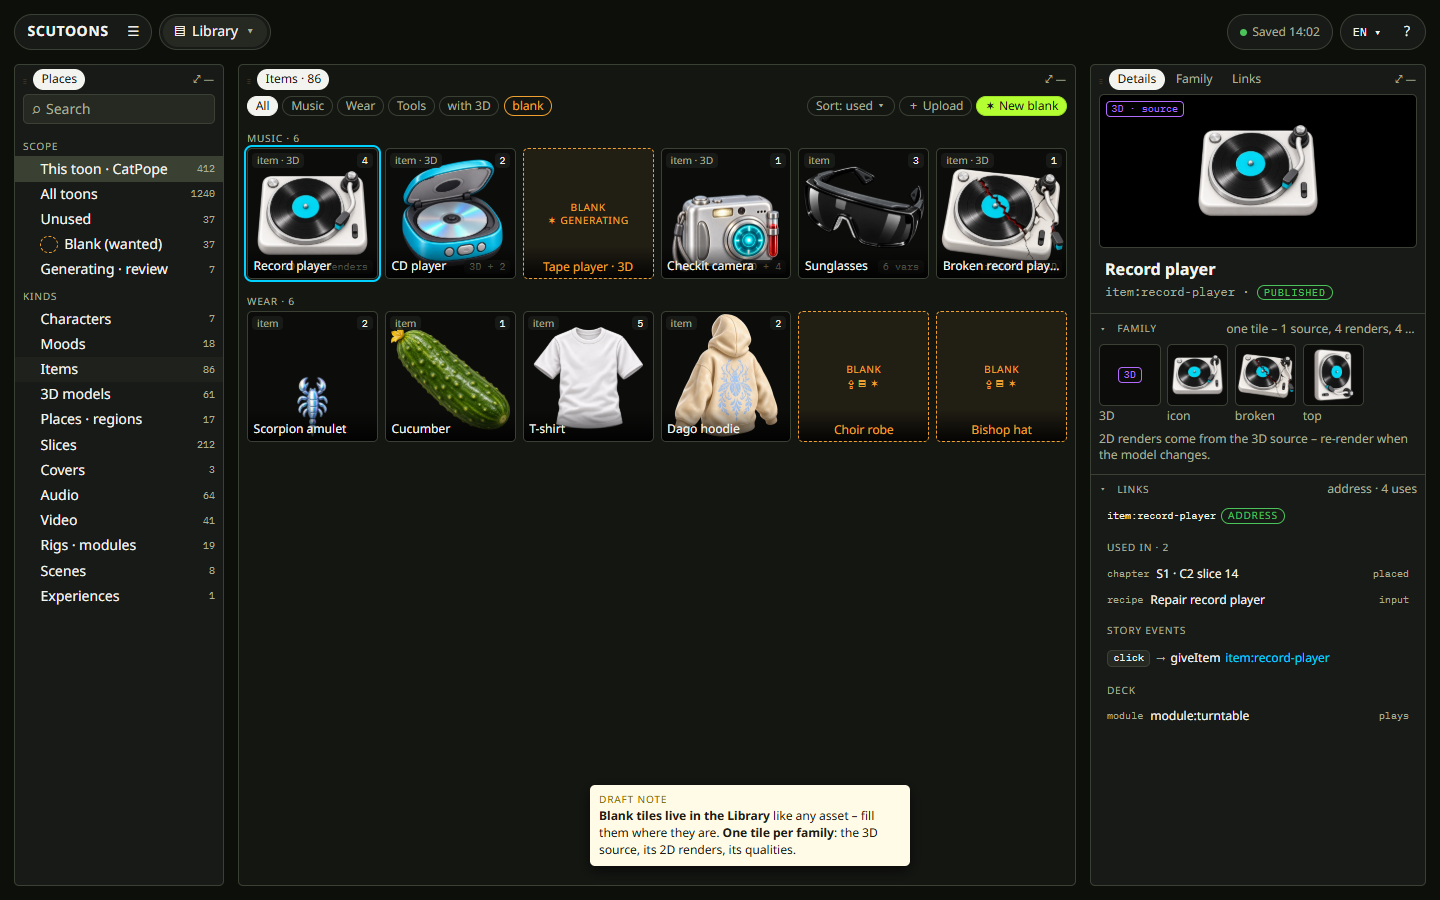 SCUTOONS
Library
Saved 14:02
EN
?
Places
Search
SCOPE
This toon · CatPope 412
All toons 1240
Unused 37
Blank (wanted) 37
Generating · review 7
KINDS
Characters 7
Moods 18
Items 86
3D models 61
Places · regions 17
Slices 212
Covers 3
Audio 64
Video 41
Rigs · modules 19
Scenes 8
Experiences 1
Items · 86
All Music Wear Tools with 3D blank
Sort: used + Upload ✶ New blank
MUSIC · 6
item · 3D 4
Record player
item · 3D 2
CD player 3D + 2
BLANK
✶ GENERATING
Tape player · 3D
item · 3D 1
Checkit camera
item 3
Sunglasses 6 vars
item · 3D 1
Broken record play...
WEAR · 6
item 2
Scorpion amulet
item 1
Cucumber
item 5
T-shirt
item 2
Dago hoodie
BLANK
Choir robe
BLANK
Bishop hat
DRAFT NOTE
Blank tiles live in the Library like any asset – fill
them where they are. One tile per family: the 3D
source, its 2D renders, its qualities.
Details Family Links
3D · source
Record player
item:record-player · PUBLISHED
FAMILY one tile – 1 source, 4 renders, 4 ...
3D
3D icon broken top
2D renders come from the 3D source – re-render when
the model changes.
LINKS address · 4 uses
item:record-player ADDRESS
USED IN · 2
chapter S1 · C2 slice 14 placed
recipe Repair record player input
STORY EVENTS
click → giveItem item:record-player
DECK
module module:turntable plays